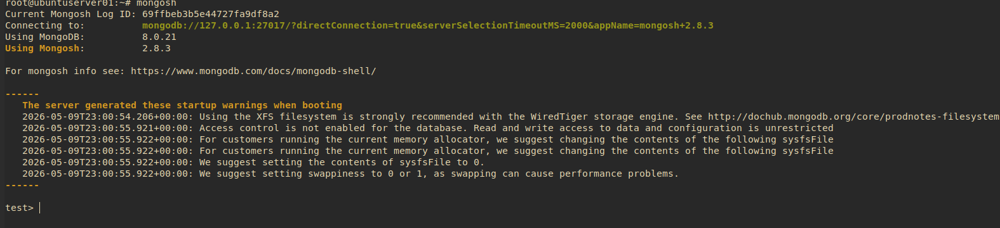 root@ubuntuserver01:~# mongosh
Current Mongosh Log ID: 69ffbeb3b5e44727fa9df8a2
Connecting to:          mongodb://127.0.0.1:27017/?directConnection=true&serverSelectionTimeoutMS=2000&appName=mongosh+2.8.3
Using MongoDB:          8.0.21
Using Mongosh:          2.8.3
For mongosh info see: https://www.mongodb.com/docs/mongodb-shell/
------
   The server generated these startup warnings when booting
   2026-05-09T23:00:54.206+00:00: Using the XFS filesystem is strongly recommended with the WiredTiger storage engine. See http://dochub.mongodb.org/core/prodnotes-filesystem
   2026-05-09T23:00:55.921+00:00: Access control is not enabled for the database. Read and write access to data and configuration is unrestricted
   2026-05-09T23:00:55.922+00:00: For customers running the current memory allocator, we suggest changing the contents of the following sysfsFile
   2026-05-09T23:00:55.922+00:00: For customers running the current memory allocator, we suggest changing the contents of the following sysfsFile
   2026-05-09T23:00:55.922+00:00: We suggest setting the contents of sysfsFile to 0.
   2026-05-09T23:00:55.922+00:00: We suggest setting swappiness to 0 or 1, as swapping can cause performance problems.
------
test>